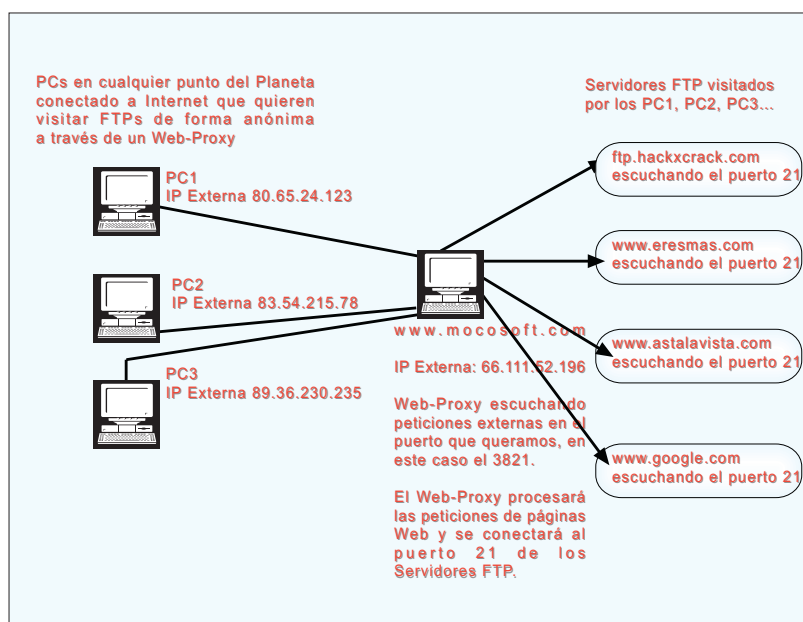 PCs en cualquier punto del Planeta
conectado a Internet que quieren
visitar FTPs de forma anónima
a través de un Web-Proxy
Servidores FTP visitados
por los PC1, PC2, PC3...
PC1
IP Externa 80.65.24.123
PC2
IP Externa 83.54.215.78
PC3
IP Externa 89.36.230.235
www.mocosoft.com
IP Externa: 66.111.52.196
Web-Proxy escuchando
peticiones externas en el
puerto que queramos, en
este caso el 3821.
El Web-Proxy procesará
las peticiones de páginas
Web y se conectará al
puerto 21 de los
Servidores FTP.
ftp.hackxcrack.com
escuchando el puerto 21
www.eresmas.com
escuchando el puerto 21
www.astalavista.com
escuchando el puerto 21
www.google.com
escuchando el puerto 21